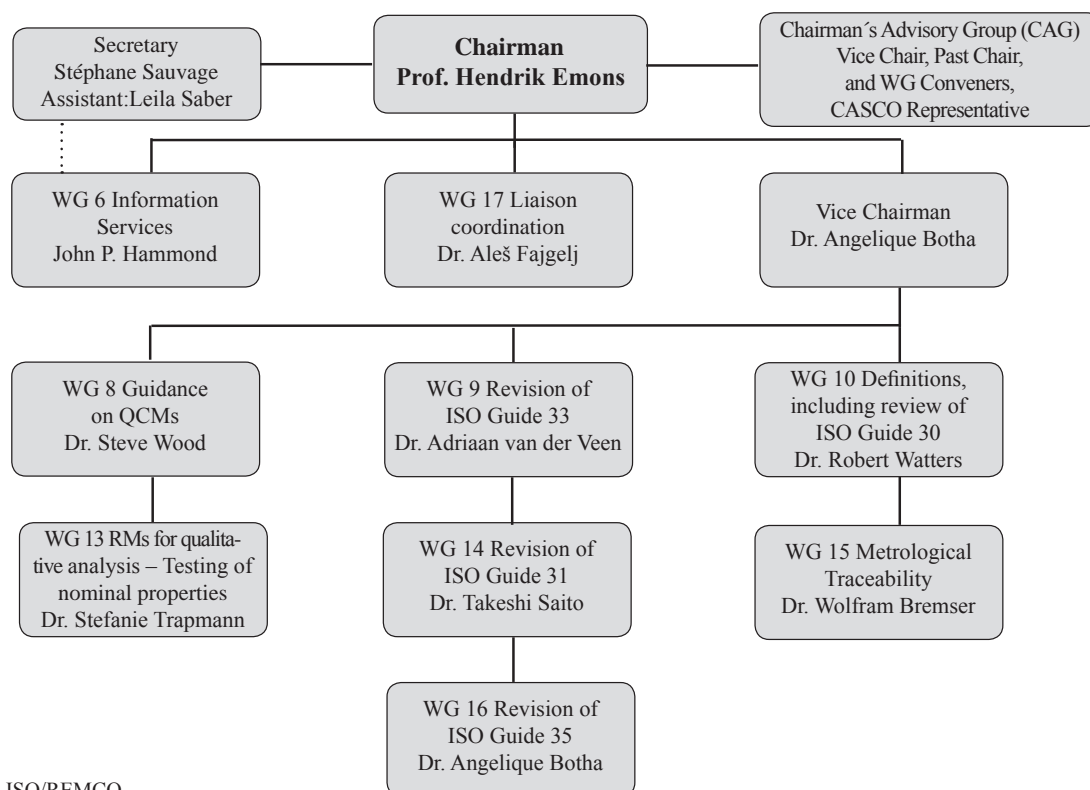 Secretary
Stéphane Sauvage
Assistant:Leila Saber
Chairman
Prof. Hendrik Emons
Chairman´s Advisory Group (CAG)
Vice Chair, Past Chair,
and WG Conveners,
CASCO Representative
WG 6 Information
Services
John P. Hammond
WG 17 Liaison
coordination
Dr. Aleš Fajgelj
Vice Chairman
Dr. Angelique Botha
WG 8 Guidance
on QCMs
Dr. Steve Wood
WG 9 Revision of
ISO Guide 33
Dr. Adriaan van der Veen
WG 10 Definitions,
including review of
ISO Guide 30
Dr. Robert Watters
WG 13 RMs for qualita-
tive analysis – Testing of
nominal properties
Dr. Stefanie Trapmann
WG 14 Revision of
ISO Guide 31
Dr. Takeshi Saito
WG 15 Metrological
Traceability
Dr. Wolfram Bremser
WG 16 Revision of
ISO Guide 35
Dr. Angelique Botha
ISO/REMCO